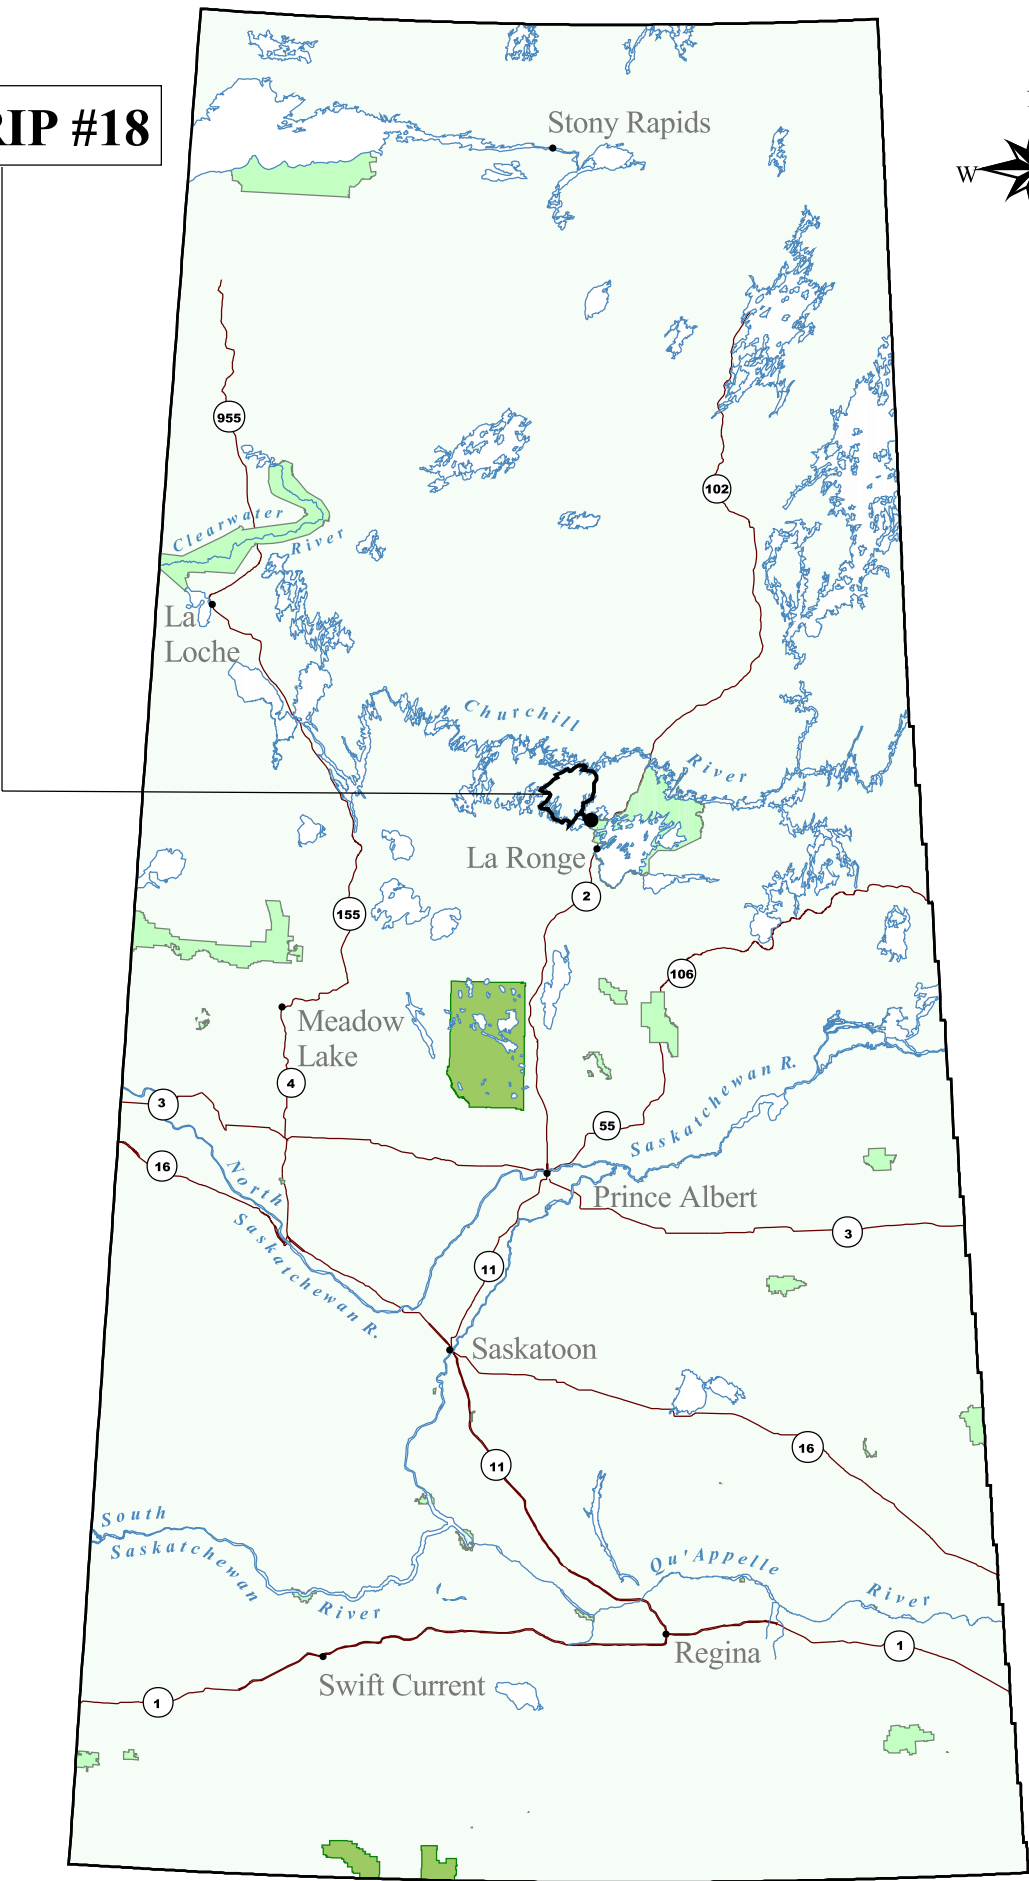 RIP #18
Stony Rapids
W
955
102
Clearwater
River
La
Loche
Churchill
River
La Ronge
2
155
106
Meadow
Lake
4
3
55
Saskatchewan R.
16
North
Saskatchewan R.
Prince Albert
3
11
Saskatoon
16
11
South
Saskatchewan
River
Qu'Appelle
River
Regina
1
Swift Current
1